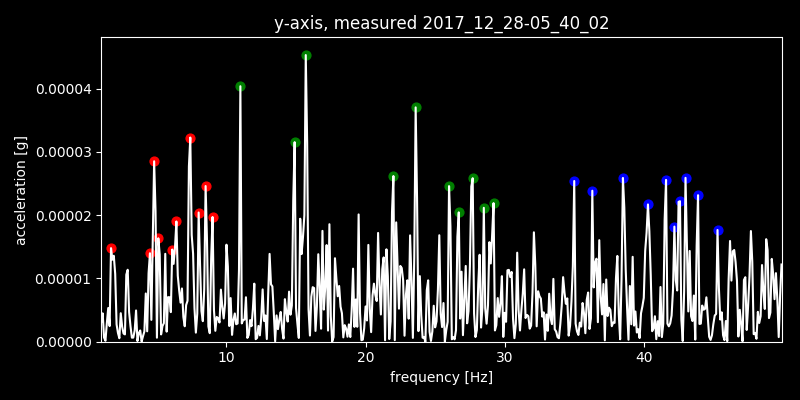 y-axis, measured 2017_12_28-05_40_02
acceleration [g]
0.00004
0.00003
0.00002
0.00001
0.00000
10 20 30 40
frequency [Hz]